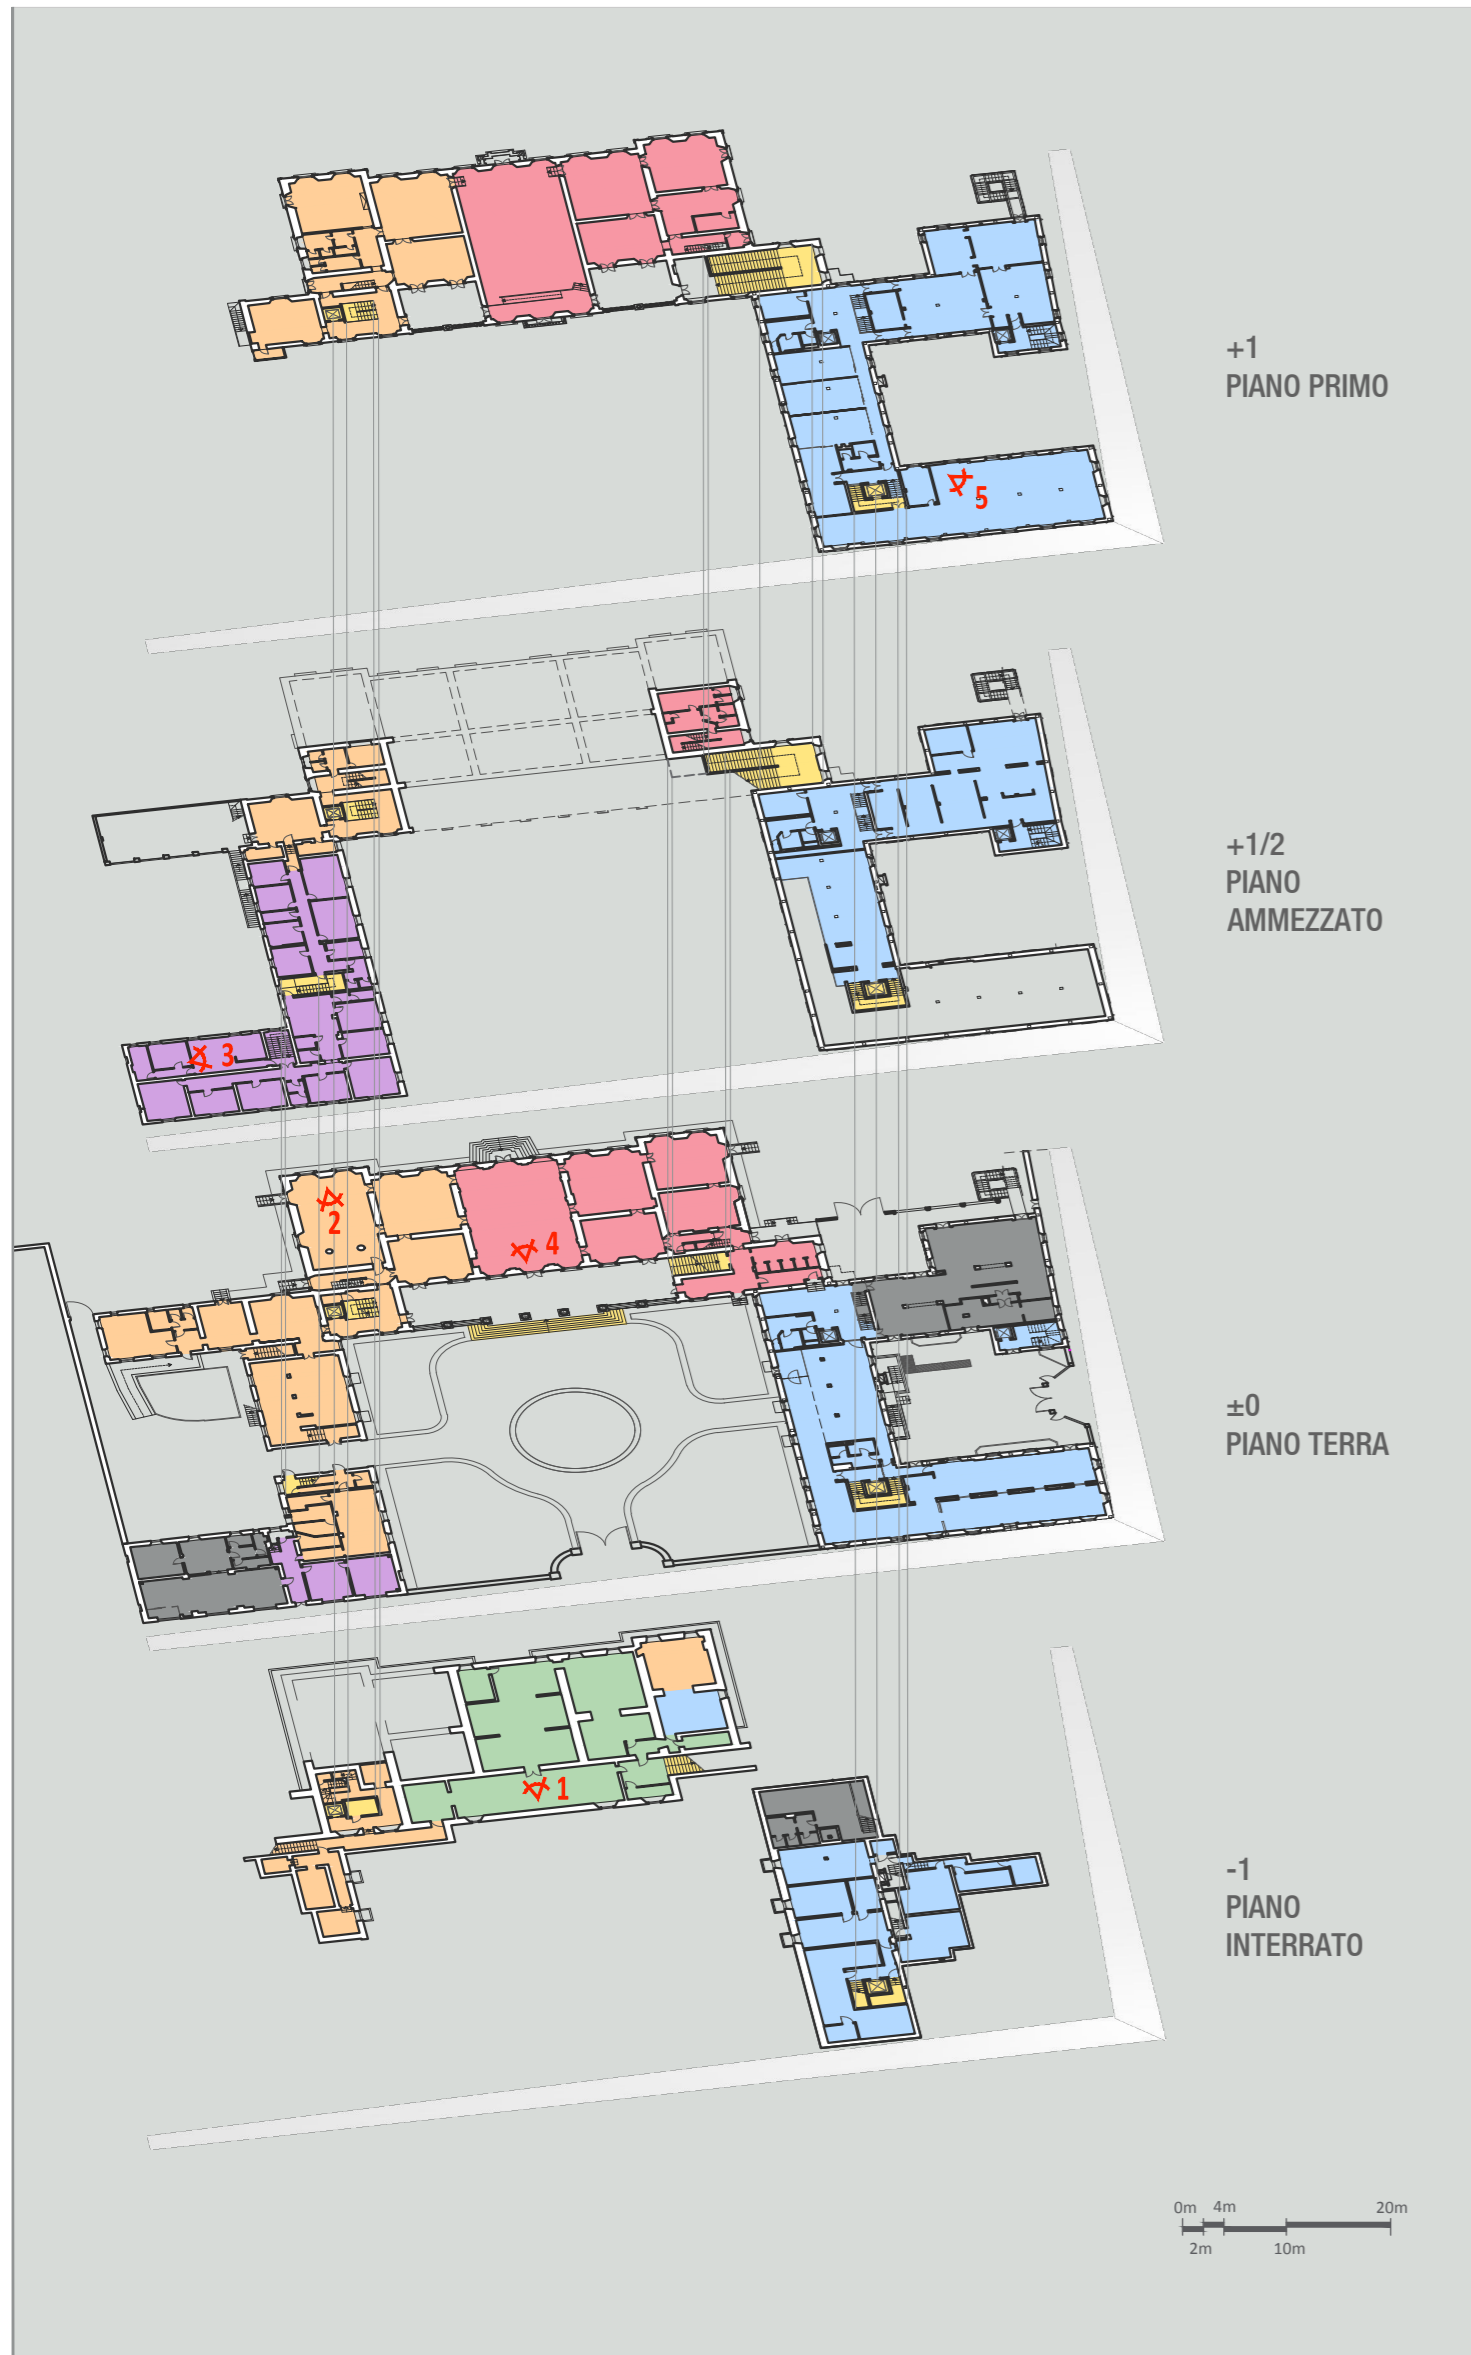 +1
PIANO PRIMO
5
+1/2
PIANO
AMMEZZATO
3
2
4
±0
PIANO TERRA
1
-1
PIANO
INTERRATO
0m 4m 20m
2m 10m